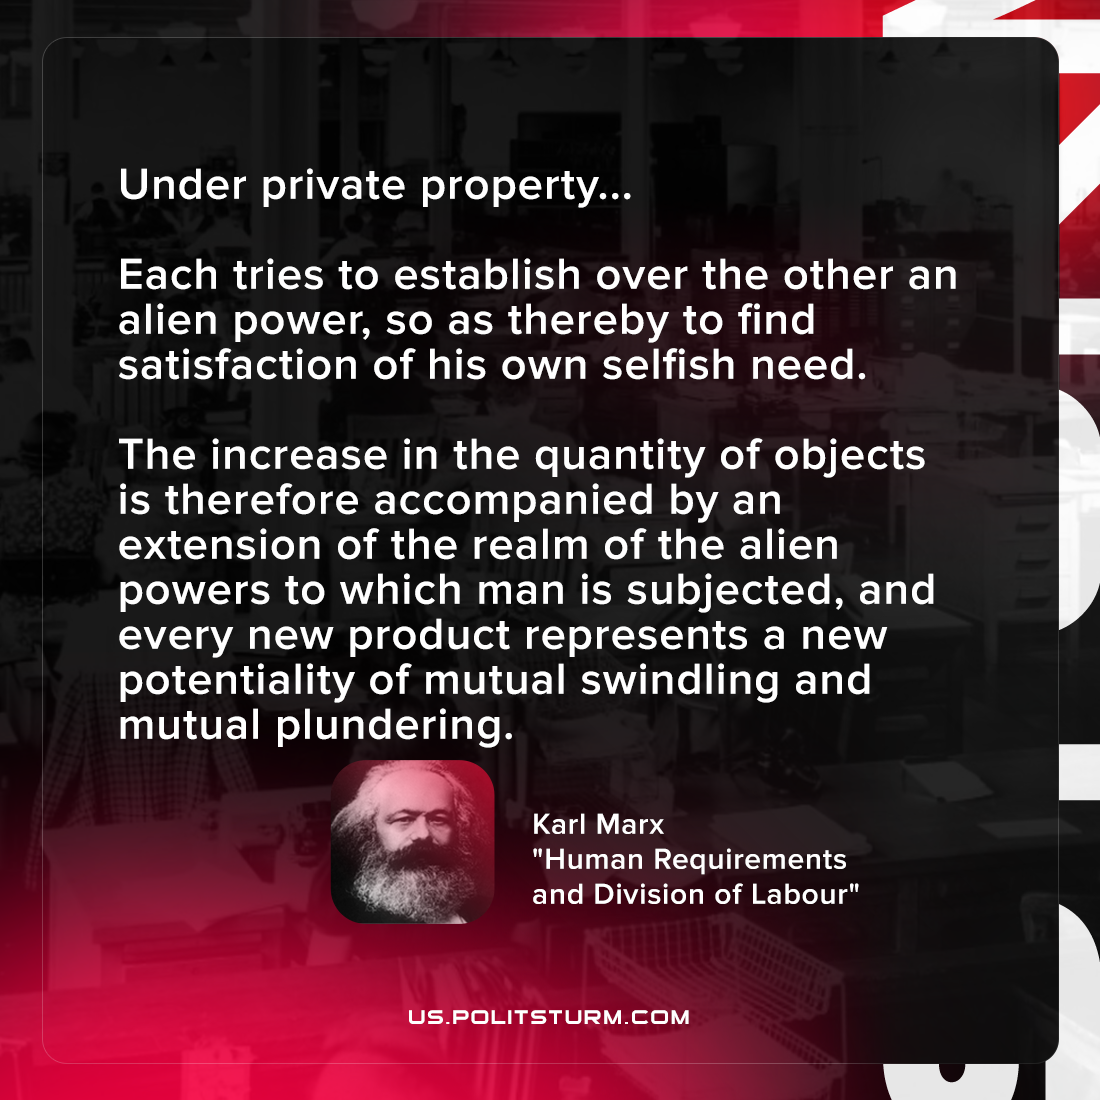 Under private property...
Each tries to establish over the other an
alien power, so as thereby to find
satisfaction of his own selfish need.
The increase in the quantity of objects
is therefore accompanied by an
extension of the realm of the alien
powers to which man is subjected, and
every new product represents a new
potentiality of mutual swindling and
mutual plundering.
Karl Marx
"Human Requirements
and Division of Labour"
US.POLITSTURM.COM